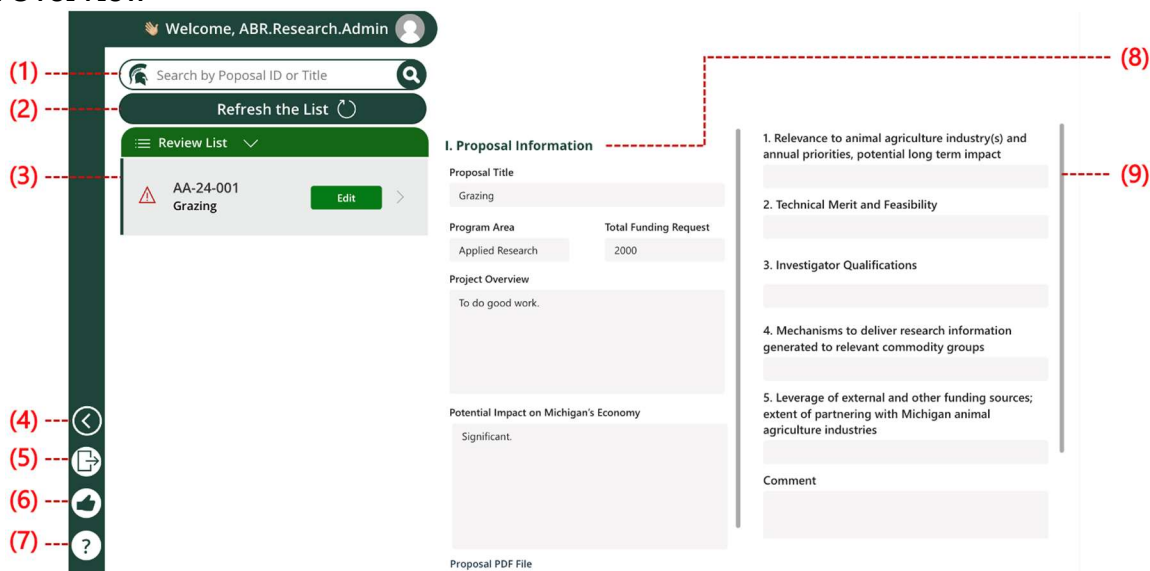 👋 Welcome, ABR.Research.Admin
(1)
Search by Poposal ID or Title
(2)
Refresh the List
Review List
(3)
AA-24-001
Grazing
Edit
(4)
(5)
(6)
(7)
?
(8)
I. Proposal Information
Proposal Title
Grazing
Program Area
Total Funding Request
Applied Research
2000
Project Overview
To do good work.
Potential Impact on Michigan's Economy
Significant.
Proposal PDF File
(9)
1. Relevance to animal agriculture industry(s) and
annual priorities, potential long term impact
2. Technical Merit and Feasibility
3. Investigator Qualifications
4. Mechanisms to deliver research information
generated to relevant commodity groups
5. Leverage of external and other funding sources;
extent of partnering with Michigan animal
agriculture industries
Comment